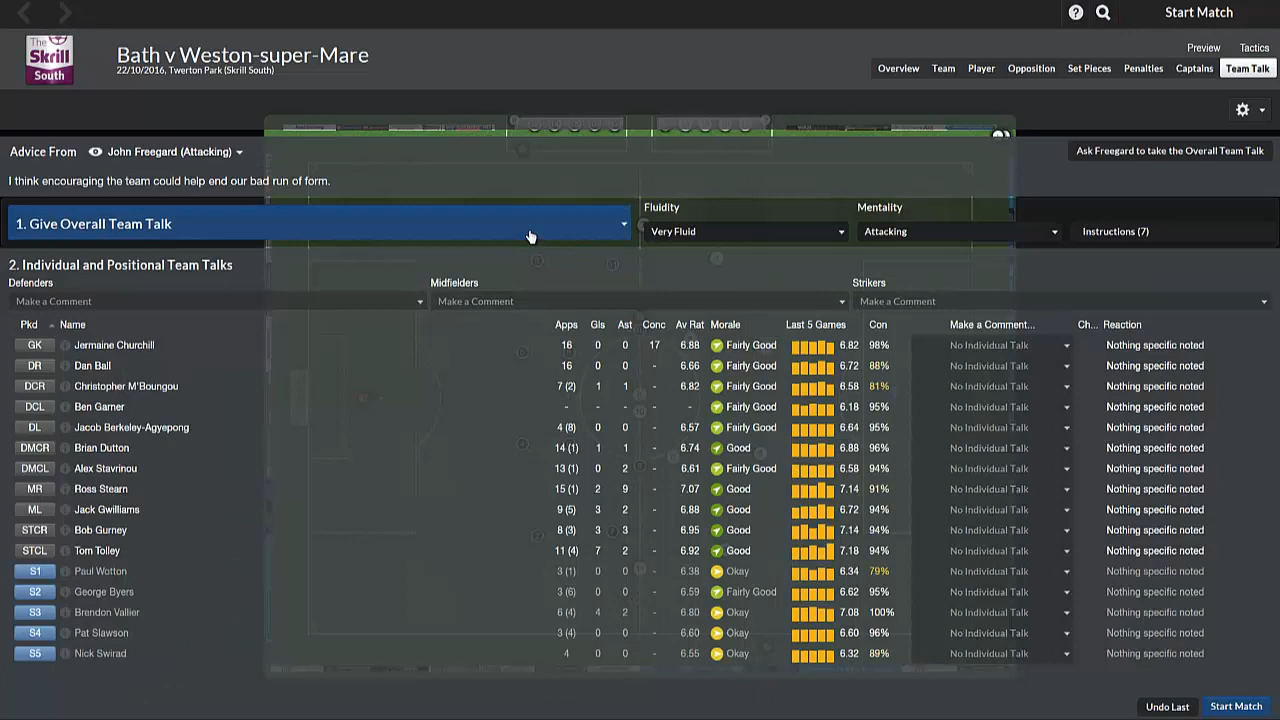 Start Match
The Skrill South
Bath v Weston-super-Mare
22/10/2016, Twerton Park (Skrill South)
Preview Tactics
Overview Team Player Opposition Set Pieces Penalties Captains Team Talk
Advice From John Freegard (Attacking) Ask Freegard to take the Overall Team Talk
I think encouraging the team could help end our bad run of form.
Fluidity Mentality
1. Give Overall Team Talk Very Fluid Attacking Instructions (7)
2. Individual and Positional Team Talks
Defenders Midfielders Strikers
Make a Comment Make a Comment Make a Comment
Pkd Name Apps Gls Ast Conc Av Rat Morale Last 5 Games Con Make a Comment... Ch... Reaction
GK Jermaine Churchill 16 0 0 17 6.88 Fairly Good 6.82 98% No Individual Talk Nothing specific noted
DR Dan Ball 16 0 0 - 6.66 Fairly Good 6.72 88% No Individual Talk Nothing specific noted
DCR Christopher M'Boungou 7 (2) 1 1 - 6.82 Fairly Good 6.58 81% No Individual Talk Nothing specific noted
DCL Ben Garner - - - - - Fairly Good 6.18 95% No Individual Talk Nothing specific noted
DL Jacob Berkeley-Agyepong 4 (8) 0 0 - 6.57 Fairly Good 6.64 95% No Individual Talk Nothing specific noted
DMCR Brian Dunn 14 (1) 1 1 - 6.74 Good 6.88 96% No Individual Talk Nothing specific noted
DMCL Alex Stavrinou 13 (1) 0 2 - 6.61 Fairly Good 6.58 94% No Individual Talk Nothing specific noted
MR Ross Stearn 15 (1) 2 9 - 7.07 Good 7.14 91% No Individual Talk Nothing specific noted
ML Jack Gwilliams 9 (5) 3 2 - 6.88 Good 6.72 94% No Individual Talk Nothing specific noted
STCR Bob Gurney 8 (3) 3 3 - 6.95 Good 7.14 94% No Individual Talk Nothing specific noted
STCL Tom Tolley 11 (4) 7 2 - 6.92 Good 7.18 94% No Individual Talk Nothing specific noted
S1 Paul Wotton 3 (1) 0 0 - 6.38 Okay 6.34 79% No Individual Talk Nothing specific noted
S2 George Byers 3 (6) 0 0 - 6.59 Fairly Good 6.62 95% No Individual Talk Nothing specific noted
S3 Brendon Vallier 6 (4) 4 2 - 6.80 Okay 7.08 100% No Individual Talk Nothing specific noted
S4 Pat Slawson 3 (4) 0 0 - 6.60 Okay 6.60 96% No Individual Talk Nothing specific noted
S5 Nick Swirad 4 0 0 - 6.55 Okay 6.32 89% No Individual Talk Nothing specific noted
Undo Last Start Match